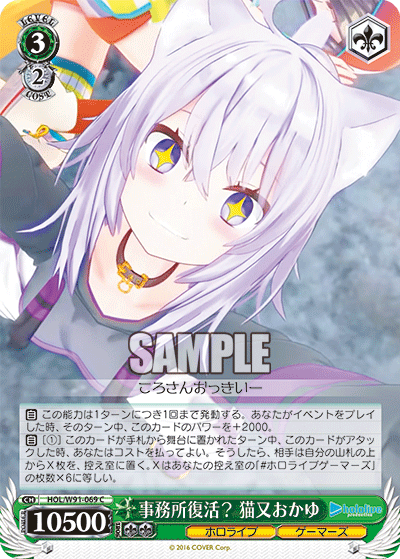 LEVEL
3
2
COST
SAMPLE
ころさんおっきいー
自 この能力は1ターンにつき1回まで発動する。あなたがイベントをプレイ
した時、そのターン中、このカードのパワーを+2000。
自 [①] このカードが手札から舞台に置かれたターン中、このカードがアタ
ックした時、あなたはコストを払ってよい。そうしたら、相手は自分の山札の上
からX枚を、控え室に置く。Xはあなたの控え室の「#ホロライブゲーマーズ」
の枚数×6に等しい。
CH HOL/W91-069 C
10500
事務所復活? 猫又おかゆ
hololive
ホロライブ
ゲーマーズ
© 2016 COVER Corp.